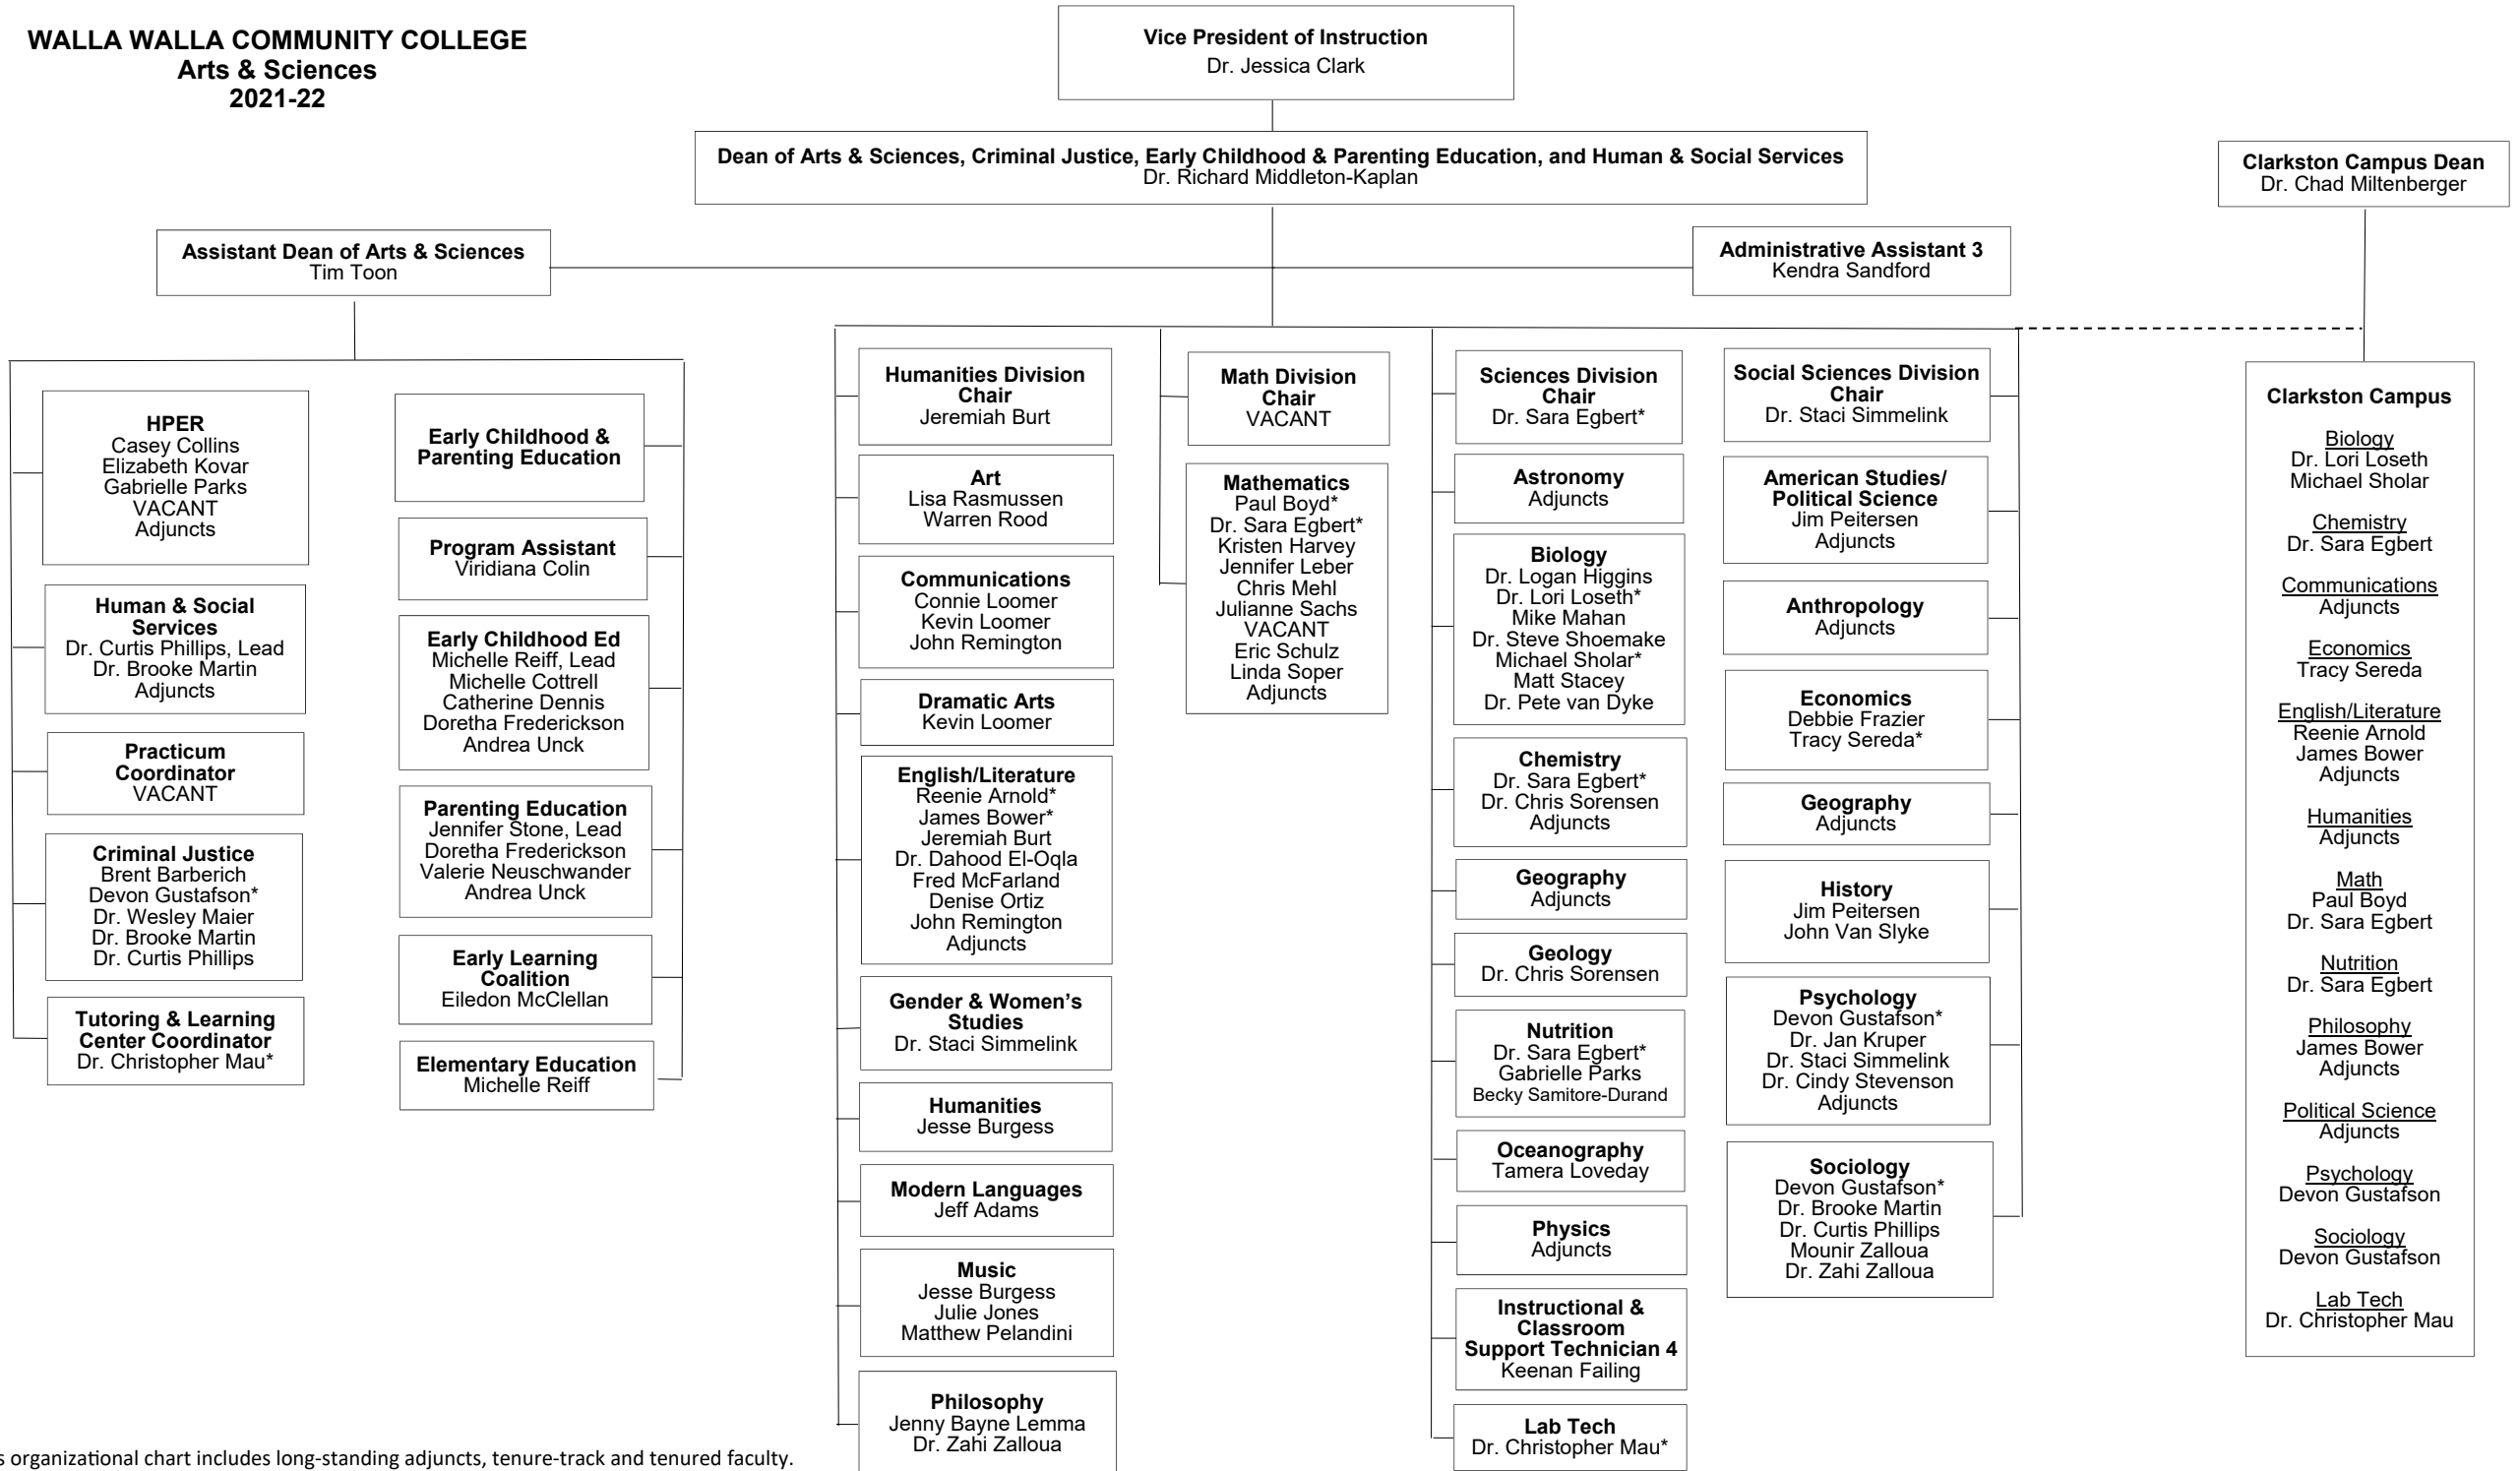 WALLA WALLA COMMUNITY COLLEGE
Arts & Sciences
2021-22
Vice President of Instruction
Dr. Jessica Clark
Dean of Arts & Sciences, Criminal Justice, Early Childhood & Parenting Education, and Human & Social Services
Dr. Richard Middleton-Kaplan
Clarkston Campus Dean
Dr. Chad Miltenberger
Assistant Dean of Arts & Sciences
Tim Toon
Administrative Assistant 3
Kendra Sandford
HPER
Casey Collins
Elizabeth Kovar
Gabrielle Parks
VACANT
Adjuncts
Human & Social
Services
Dr. Curtis Phillips, Lead
Dr. Brooke Martin
Adjuncts
Practicum
Coordinator
VACANT
Criminal Justice
Brent Barberich
Devon Gustafson*
Dr. Wesley Maier
Dr. Brooke Martin
Dr. Curtis Phillips
Tutoring & Learning
Center Coordinator
Dr. Christopher Mau*
Early Childhood &
Parenting Education
Program Assistant
Viridiana Colin
Early Childhood Ed
Michelle Reiff, Lead
Michelle Cottrell
Catherine Dennis
Doretha Frederickson
Andrea Unck
Parenting Education
Jennifer Stone, Lead
Doretha Frederickson
Valerie Neuschwander
Andrea Unck
Early Learning
Coalition
Eiledon McClellan
Elementary Education
Michelle Reiff
Humanities Division
Chair
Jeremiah Burt
Art
Lisa Rasmussen
Warren Rood
Communications
Connie Loomer
Kevin Loomer
John Remington
Dramatic Arts
Kevin Loomer
English/Literature
Reenie Arnold*
James Bower*
Jeremiah Burt
Dr. Dahood El-Oqla
Fred McFarland
Denise Ortiz
John Remington
Adjuncts
Gender & Women’s
Studies
Dr. Staci Simmelink
Humanities
Jesse Burgess
Modern Languages
Jeff Adams
Music
Jesse Burgess
Julie Jones
Matthew Pelandini
Philosophy
Jenny Bayne Lemma
Dr. Zahi Zalloua
Math Division
Chair
VACANT
Mathematics
Paul Boyd*
Dr. Sara Egbert*
Kristen Harvey
Jennifer Leber
Chris Mehl
Julianne Sachs
VACANT
Eric Schulz
Linda Soper
Adjuncts
Sciences Division
Chair
Dr. Sara Egbert*
Astronomy
Adjuncts
Biology
Dr. Logan Higgins
Dr. Lori Loseth*
Mike Mahan
Dr. Steve Shoemake
Michael Sholar*
Matt Stacey
Dr. Pete van Dyke
Chemistry
Dr. Sara Egbert*
Dr. Chris Sorensen
Adjuncts
Geography
Adjuncts
Geology
Dr. Chris Sorensen
Nutrition
Dr. Sara Egbert*
Gabrielle Parks
Becky Samitore-Durand
Oceanography
Tamera Loveday
Physics
Adjuncts
Instructional &
Classroom
Support Technician 4
Keenan Failing
Lab Tech
Dr. Christopher Mau*
Social Sciences Division
Chair
Dr. Staci Simmelink
American Studies/
Political Science
Jim Peitersen
Adjuncts
Anthropology
Adjuncts
Economics
Debbie Frazier
Tracy Sereda*
Geography
Adjuncts
History
Jim Peitersen
John Van Slyke
Psychology
Devon Gustafson*
Dr. Jan Kruper
Dr. Staci Simmelink
Dr. Cindy Stevenson
Adjuncts
Sociology
Devon Gustafson*
Dr. Brooke Martin
Dr. Curtis Phillips
Mounir Zalloua
Dr. Zahi Zalloua
Clarkston Campus
Biology
Dr. Lori Loseth
Michael Sholar
Chemistry
Dr. Sara Egbert
Communications
Adjuncts
Economics
Tracy Sereda
English/Literature
Reenie Arnold
James Bower
Adjuncts
Humanities
Adjuncts
Math
Paul Boyd
Dr. Sara Egbert
Nutrition
Dr. Sara Egbert
Philosophy
James Bower
Adjuncts
Political Science
Adjuncts
Psychology
Devon Gustafson
Sociology
Devon Gustafson
Lab Tech
Dr. Christopher Mau
s organizational chart includes long-standing adjuncts, tenure-track and tenured faculty.